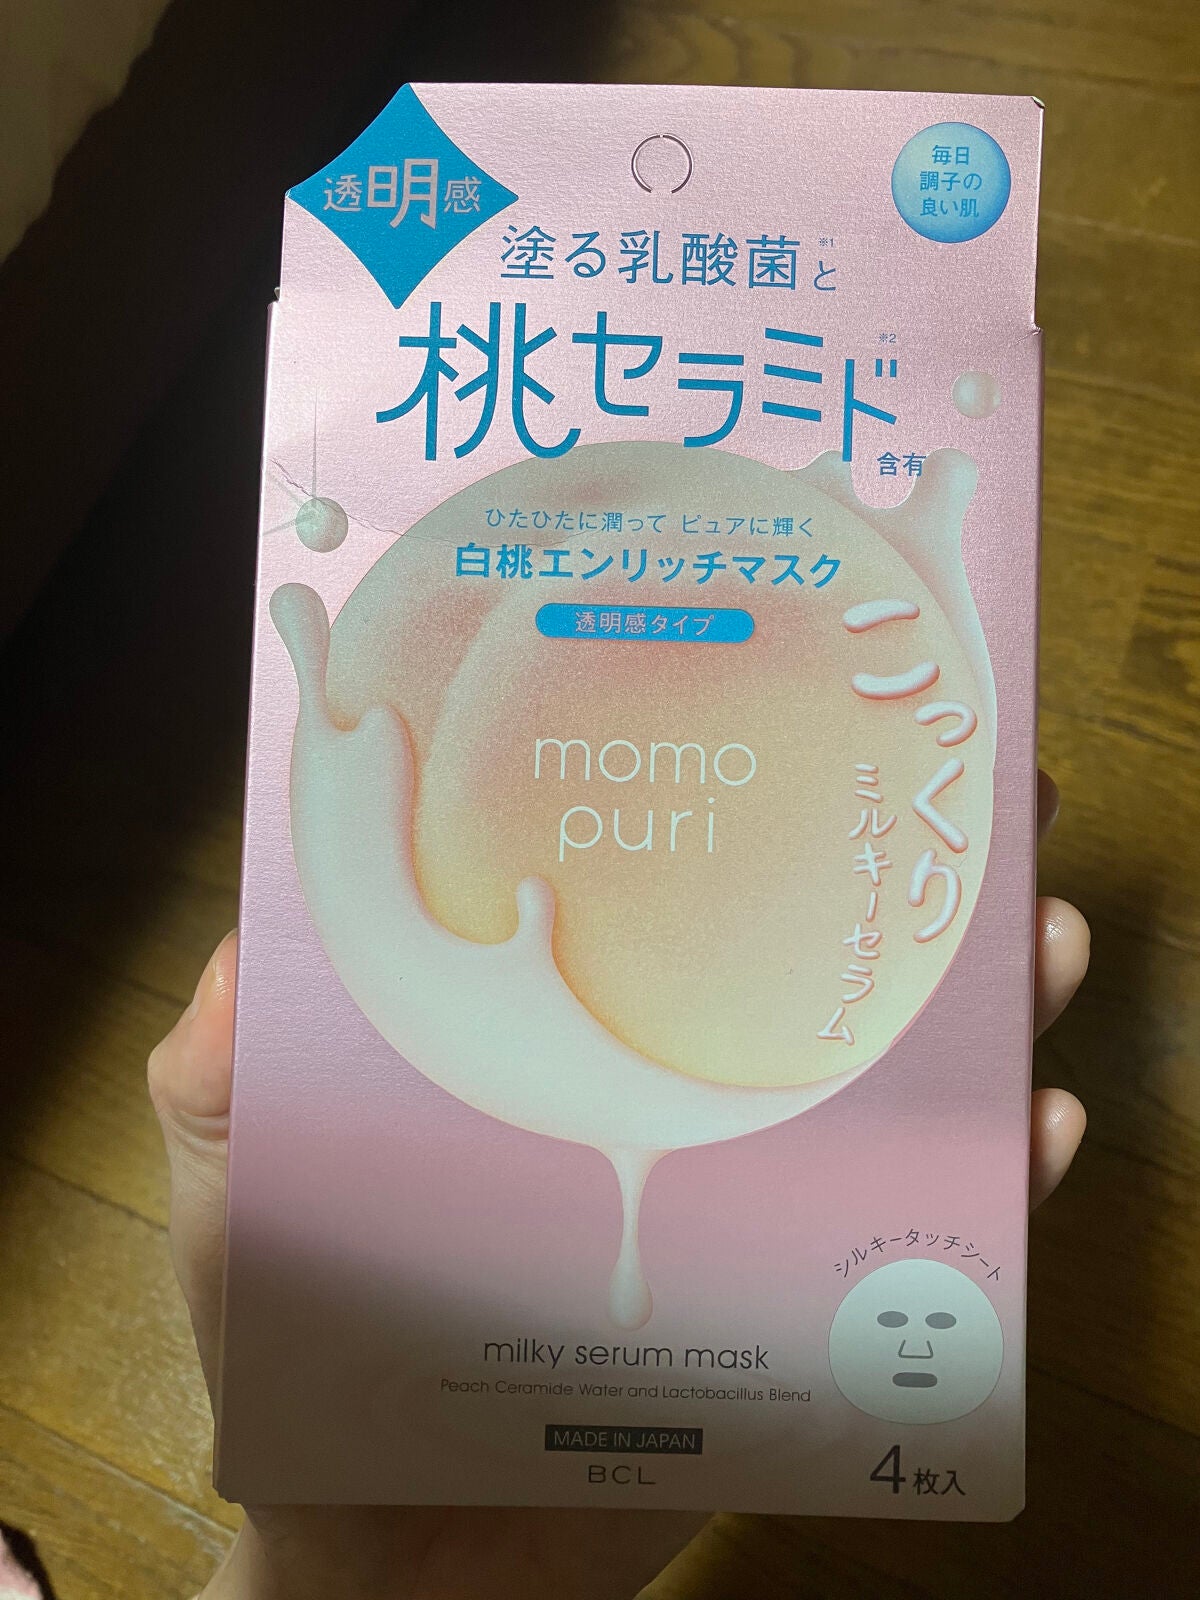 透明感
毎日
調子の
良い肌
塗る乳酸菌※1と
桃セラミド※2
含有
ひたひたに潤って ピュアに輝く
白桃エンリッチマスク
透明感タイプ
こっくり
ミルキーセラム
momo
puri
シルキータッチシート
milky serum mask
Peach Ceramide Water and Lactobacillus Blend
MADE IN JAPAN
BCL
4枚入